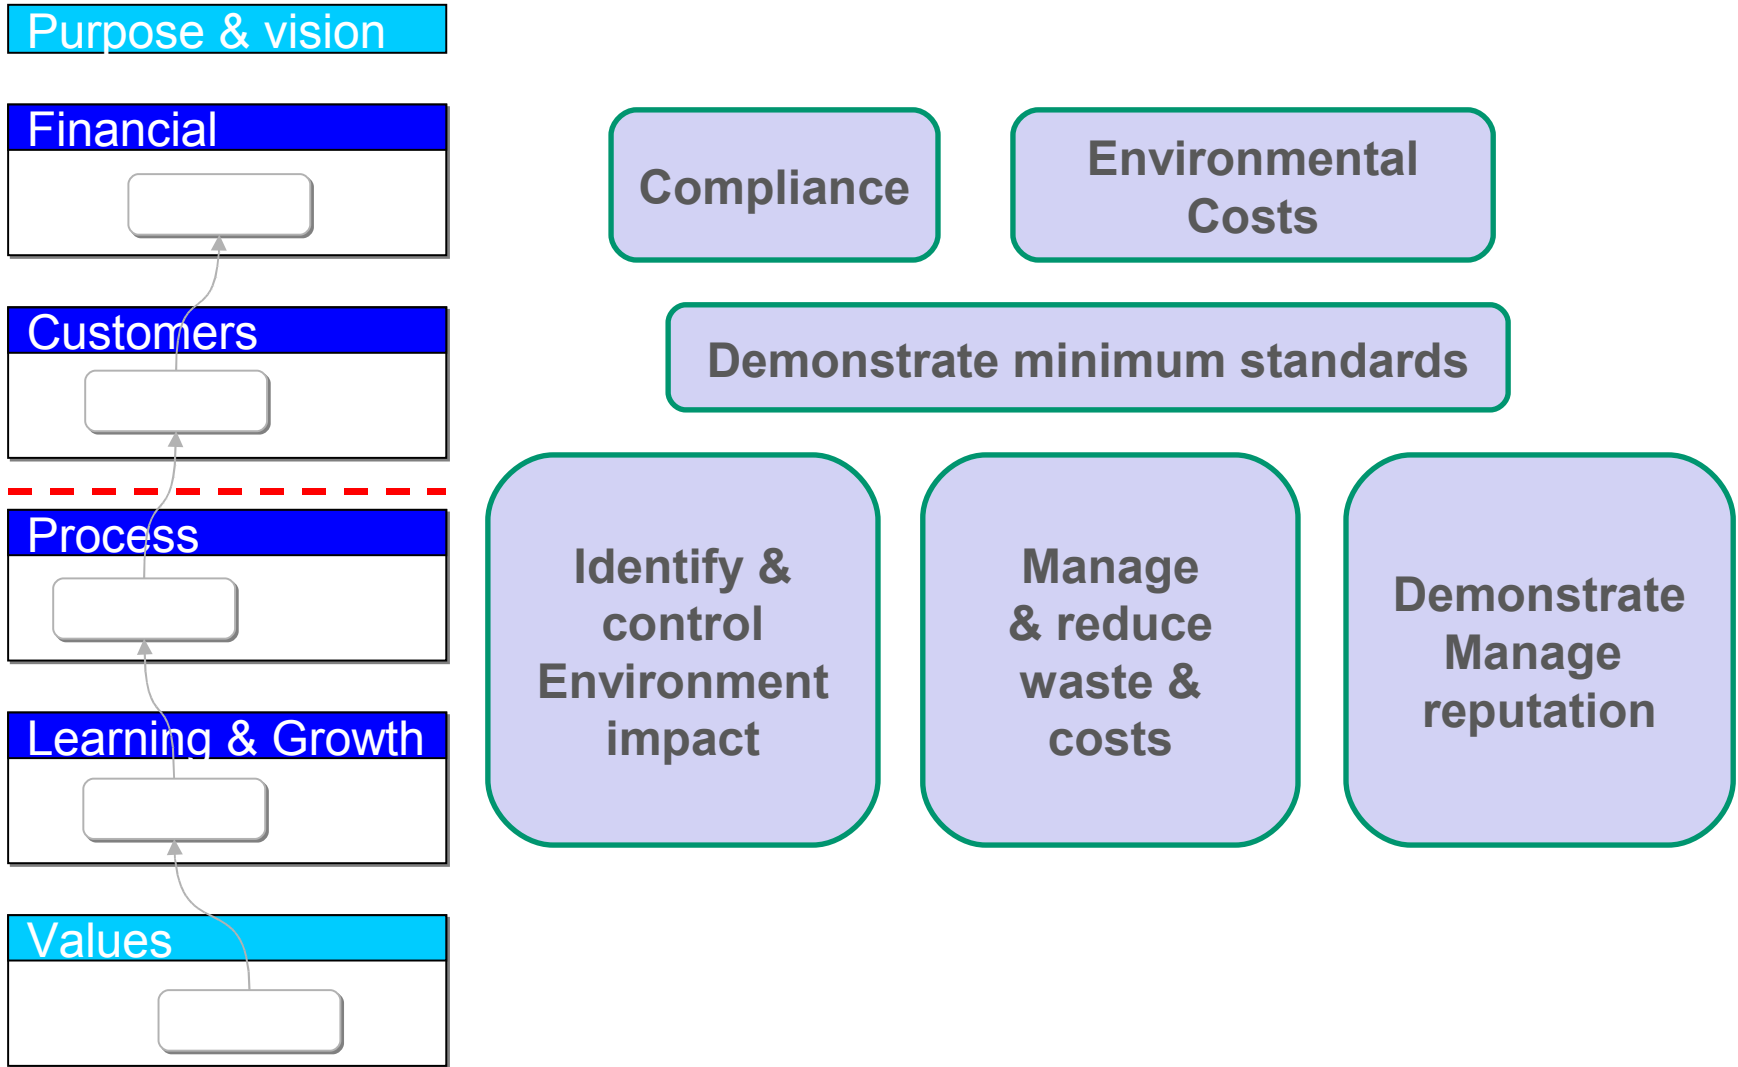 Purpose & vision
Financial
Compliance
Environmental
Costs
Customers
Demonstrate minimum standards
Process
Identify &
control
Environment
impact
Manage
& reduce
waste &
costs
Demonstrate
Manage
reputation
Learning & Growth
Values